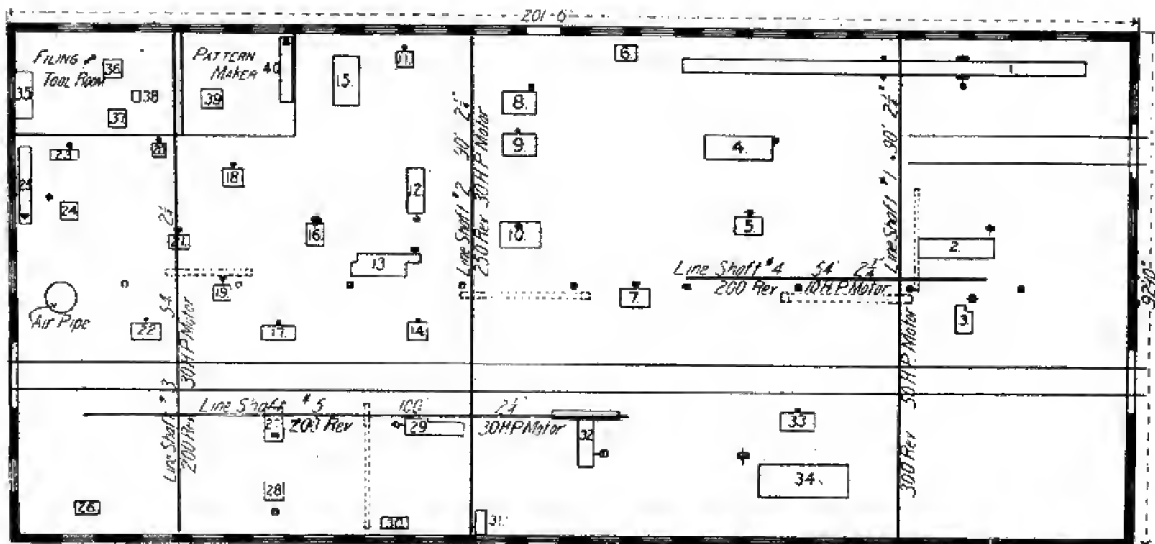 201-6"
FILING &
TOOL ROOM
36
35
38
37
PATTERN
MAKER
40
39
15.
11.
6.
1.
8.
9.
4.
23
20
25
24.
18
12
16.
10.
5.
2.
21.
13
19.
7.
3.
Air Pipe
22
17.
14.
Line Shaft #3 54' 2¼"
200 Rev 30 H.P Motor
Line Shaft #2 90' 2¼"
250 Rev 30 H P Motor
Line Shaft #4 54' 2¼"
200 Rev 10 H.P. Motor
Line Shaft #1 90' 2¼"
300 Rev 30 H P Motor
Line Shaft #5 100' 2¼"
200 Rev 30 H P Motor
29
32
33
34.
28
26
30
31.